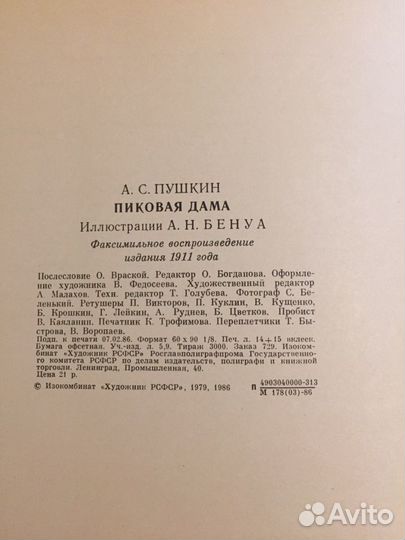 А. С. ПУШКИН
ПИКОВАЯ ДАМА
Иллюстрации А. Н. БЕНУА
Факсимильное воспроизведение
издания 1911 года
Послесловие О. Враской. Редактор О. Богданова. Оформле-
ние художника В. Федосеева. Художественный редактор
Л. Малахов. Техн. редактор Т. Голубева. Фотограф С. Бе-
ленький. Ретушеры П. Викторов, П. Куклин, В. Кущенко,
Б. Крошкин, Г. Лейкин, А. Руднев, Б. Цветков. Пробист
В. Каяланин. Печатник К. Трофимова. Переплетчики Т. Бы-
строва, В. Воропаев.
Подп. к печати 07.02.86. Формат 60 х 90 1/8. Печ. л. 14+15 вклеек.
Бумага офсетная. Уч.-изд. л. 5,9. Тираж 3000. Заказ 729. Изоком-
бинат «Художник РСФСР» Росглавполиграфпрома Государственно-
го комитета РСФСР по делам издательств, полиграфии и книжной
торговли. Ленинград, Промышленная, 40.
Цена 21 р.
© Изокомбинат «Художник РСФСР», 1979, 1986
П 4903040000-313
М 178(03)-86
Avito